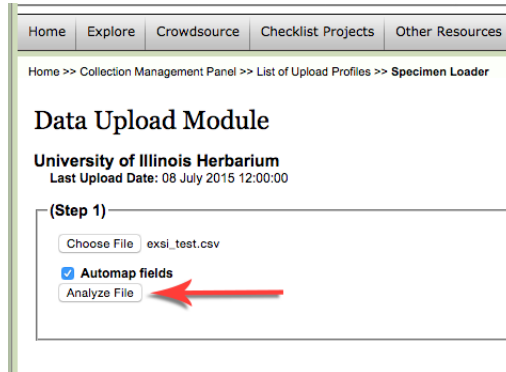 Home Explore Crowdsource Checklist Projects Other Resources
Home >> Collection Management Panel >> List of Upload Profiles >> Specimen Loader
Data Upload Module
University of Illinois Herbarium
Last Upload Date: 08 July 2015 12:00:00
(Step 1)
Choose File exsi_test.csv
Automap fields
Analyze File